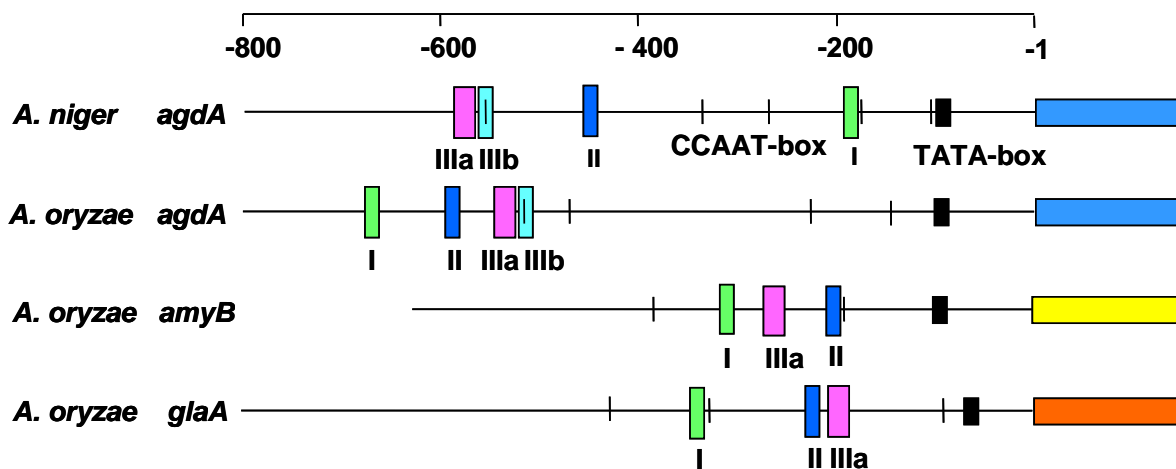 -800 -600 - 400 -200 -1
A. niger agdA
CCAAT-box TATA-box
IIIa IIIb II I
A. oryzae agdA
I II IIIa IIIb
A. oryzae amyB
I IIIa II
A. oryzae glaA
I II IIIa